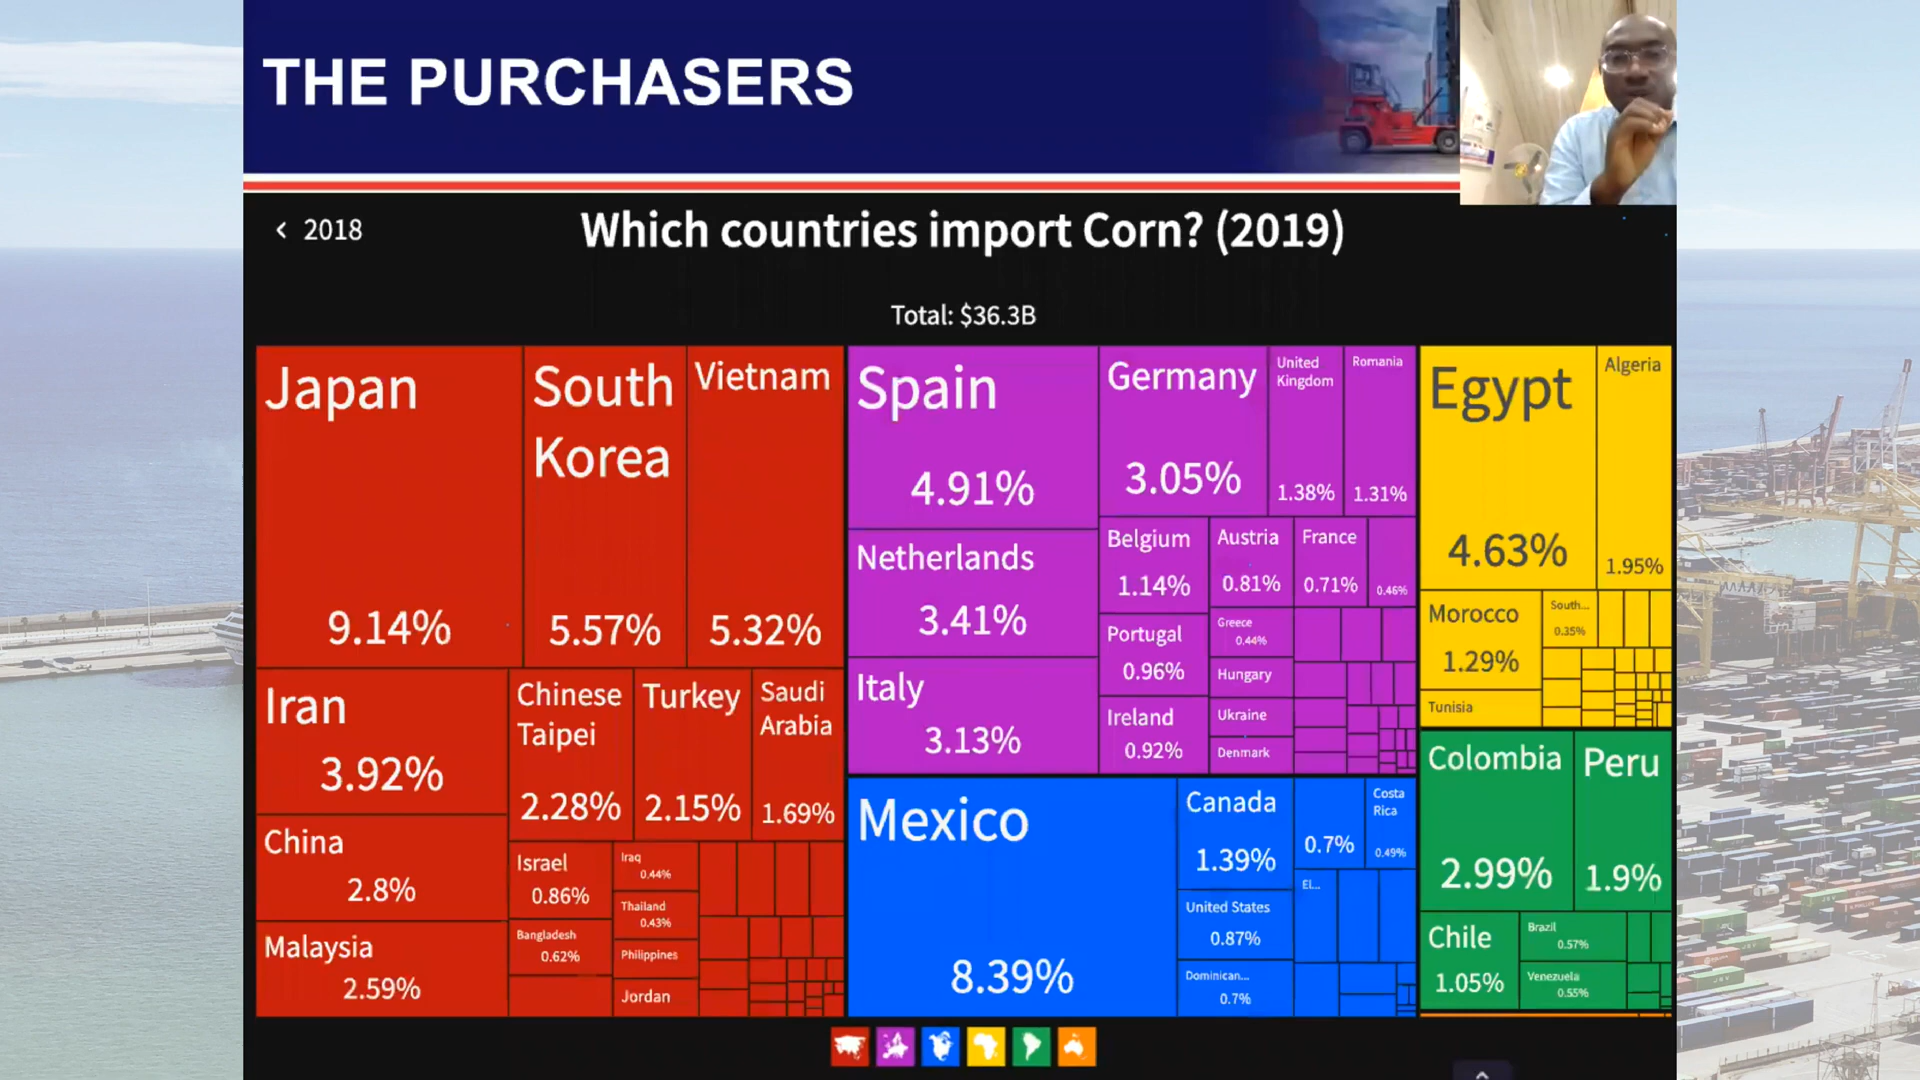 THE PURCHASERS
< 2018
Which countries import Corn? (2019)
Total: $36.3B
Japan
9.14%
South
Korea
5.57%
Vietnam
5.32%
Iran
3.92%
China
2.8%
Malaysia
2.59%
Chinese
Taipei
2.28%
Turkey
2.15%
Saudi
Arabia
1.69%
Israel
0.86%
Bangladesh
0.62%
Iraq
0.44%
Thailand
0.43%
Philippines
Jordan
Spain
4.91%
Netherlands
3.41%
Italy
3.13%
Germany
3.05%
United
Kingdom
1.38%
Romania
1.31%
Belgium
1.14%
Portugal
0.96%
Ireland
0.92%
Austria
0.81%
France
0.71%
0.46%
Greece
0.44%
Hungary
Ukraine
Denmark
Mexico
8.39%
Canada
1.39%
United States
0.87%
Dominican...
0.7%
0.7%
Costa
Rica
0.49%
El...
Egypt
4.63%
Algeria
1.95%
Morocco
1.29%
Tunisia
South...
0.35%
Colombia
2.99%
Peru
1.9%
Chile
1.05%
Brazil
0.57%
Venezuela
0.55%